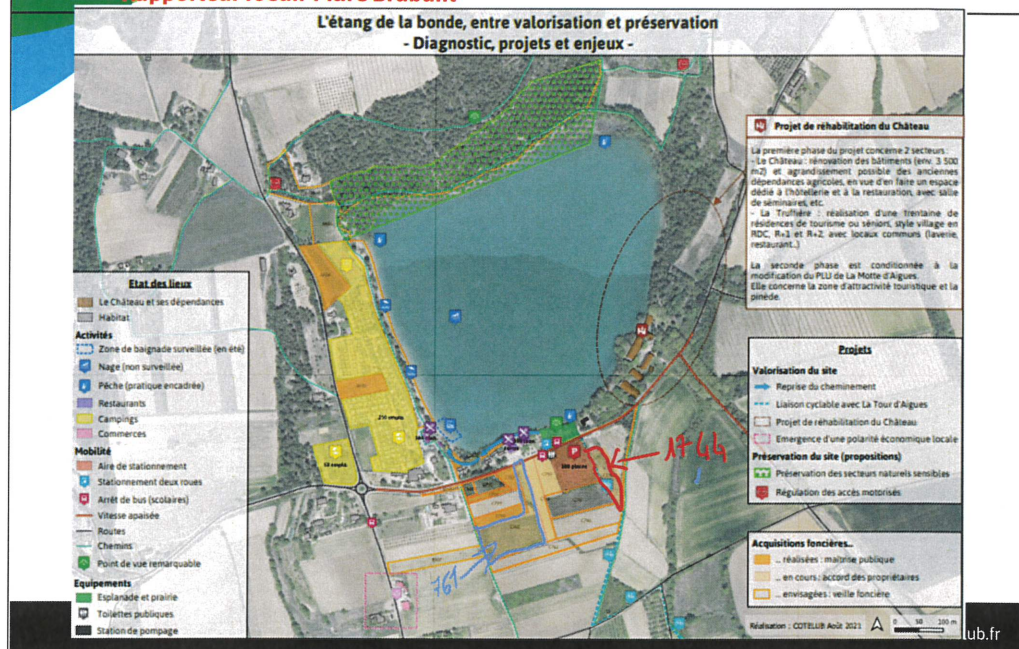 Rapporteur local: Marc Brabant
L'étang de la bonde, entre valorisation et préservation
- Diagnostic, projets et enjeux -
Projet de réhabilitation du Château
La première phase du projet concerne 2 secteurs :
- Le Château : rénovation des bâtiments (env. 3 500
m2) et agrandissement possible des anciennes
dépendances agricoles, en vue d'en faire un espace
dédié à l'hôtellerie et à la restauration, avec salle
de séminaires, etc.
- La Truffière : réalisation d'une trentaine de
résidences de tourisme ou séniors, style village en
RDC, R+1 et R+2, avec locaux communs (laverie,
restaurant..)
La seconde phase est conditionnée à la
modification du PLU de La Motte d'Aigues.
Elle concerne la zone d'attractivité touristique et la
pinède.
Etat des lieux
Le Château et ses dépendances
Habitat
Activités
Zone de baignade surveillée (en été)
Nage (non surveillée)
Pêche (pratique encadrée)
Restaurants
Campings
Commerces
Mobilité
Aire de stationnement
Stationnement deux roues
Arrêt de bus (scolaires)
Vitesse apaisée
Routes
Chemins
Point de vue remarquable
Equipements
Esplanade et prairie
Toilettes publiques
Station de pompage
1744
761
Projets
Valorisation du site
Reprise du cheminement
Liaison cyclable avec La Tour d'Aigues
Projet de réhabilitation du Château
Emergence d'une polarité économique locale
Préservation du site (propositions)
Préservation des secteurs naturels sensibles
Régulation des accès motorisés
Acquisitions foncières...
... réalisées : maîtrise publique
... en cours : accord des propriétaires
... envisagées : veille foncière
Réalisation : COTELUB Août 2021
0 50 100 m
ub.fr